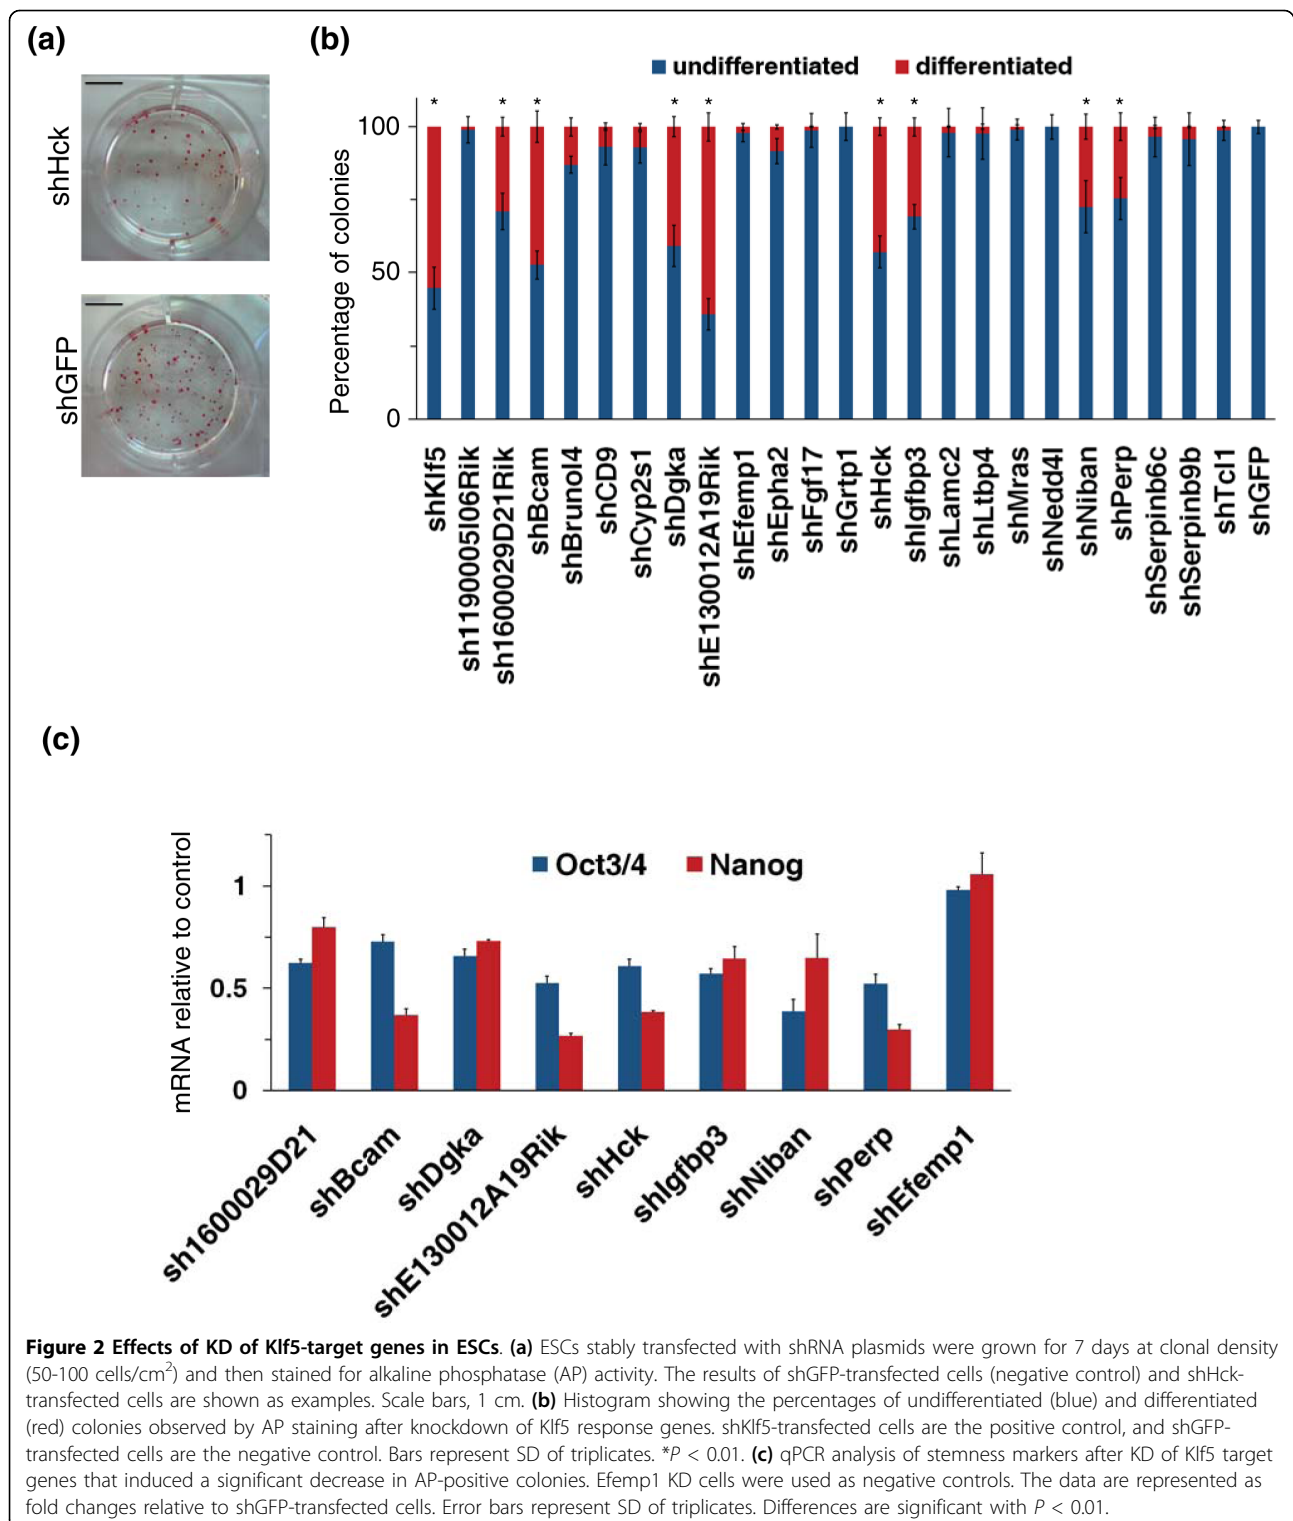 (a)
shHck
shGFP
(b)
undifferentiated differentiated
* * * * * * * * *
Percentage of colonies
100
50
0
shKlf5
sh1190005I06Rik
sh1600029D21Rik
shBcam
shBrunol4
shCD9
shCyp2s1
shDgka
shE130012A19Rik
shEfemp1
shEpha2
shFgf17
shGrtp1
shHck
shIgfbp3
shLamc2
shLtbp4
shMras
shNedd4l
shNiban
shPerp
shSerpinb6c
shSerpinb9b
shTcl1
shGFP
(c)
Oct3/4 Nanog
mRNA relative to control
1
0.5
0
sh1600029D21
shBcam
shDgka
shE130012A19Rik
shHck
shIgfbp3
shNiban
shPerp
shEfemp1
Figure 2 Effects of KD of Klf5-target genes in ESCs. (a) ESCs stably transfected with shRNA plasmids were grown for 7 days at clonal density
(50-100 cells/cm²) and then stained for alkaline phosphatase (AP) activity. The results of shGFP-transfected cells (negative control) and shHck-
transfected cells are shown as examples. Scale bars, 1 cm. (b) Histogram showing the percentages of undifferentiated (blue) and differentiated
(red) colonies observed by AP staining after knockdown of Klf5 response genes. shKlf5-transfected cells are the positive control, and shGFP-
transfected cells are the negative control. Bars represent SD of triplicates. *P < 0.01. (c) qPCR analysis of stemness markers after KD of Klf5 target
genes that induced a significant decrease in AP-positive colonies. Efemp1 KD cells were used as negative controls. The data are represented as
fold changes relative to shGFP-transfected cells. Error bars represent SD of triplicates. Differences are significant with P < 0.01.